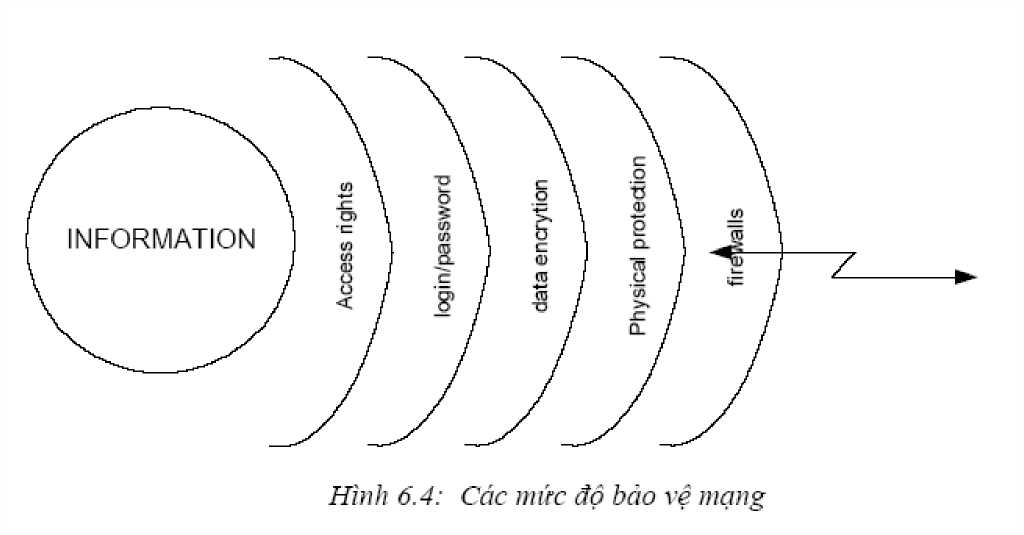 INFORMATION
Access rights
login/password
data encrytion
Physical protection
firewalls
Hình 6.4: Các mức độ bảo vệ mạng